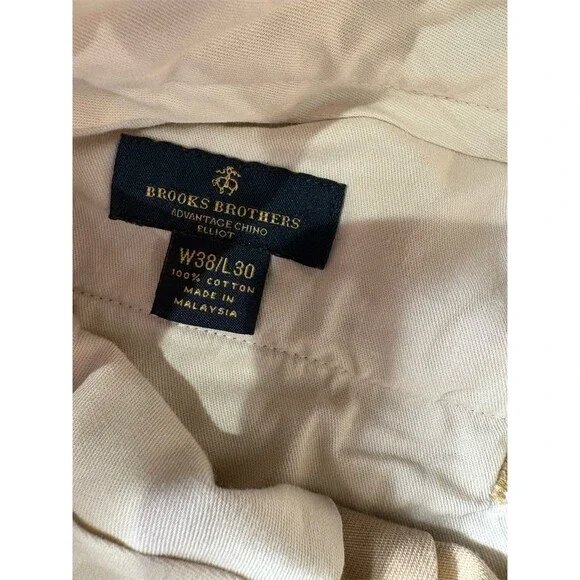 BROOKS BROTHERS
ADVANTAGE CHINO
ELLIOT
W38/L30
100% COTTON
MADE IN
MALAYSIA